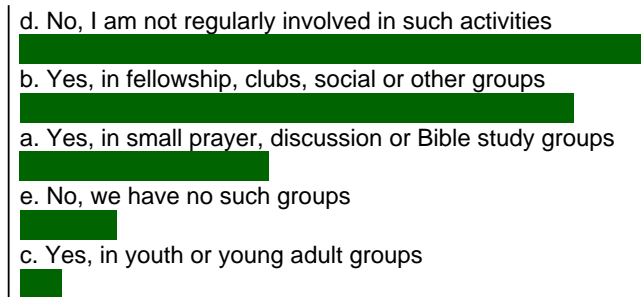 d. No, I am not regularly involved in such activities
b. Yes, in fellowship, clubs, social or other groups
a. Yes, in small prayer, discussion or Bible study groups
e. No, we have no such groups
c. Yes, in youth or young adult groups